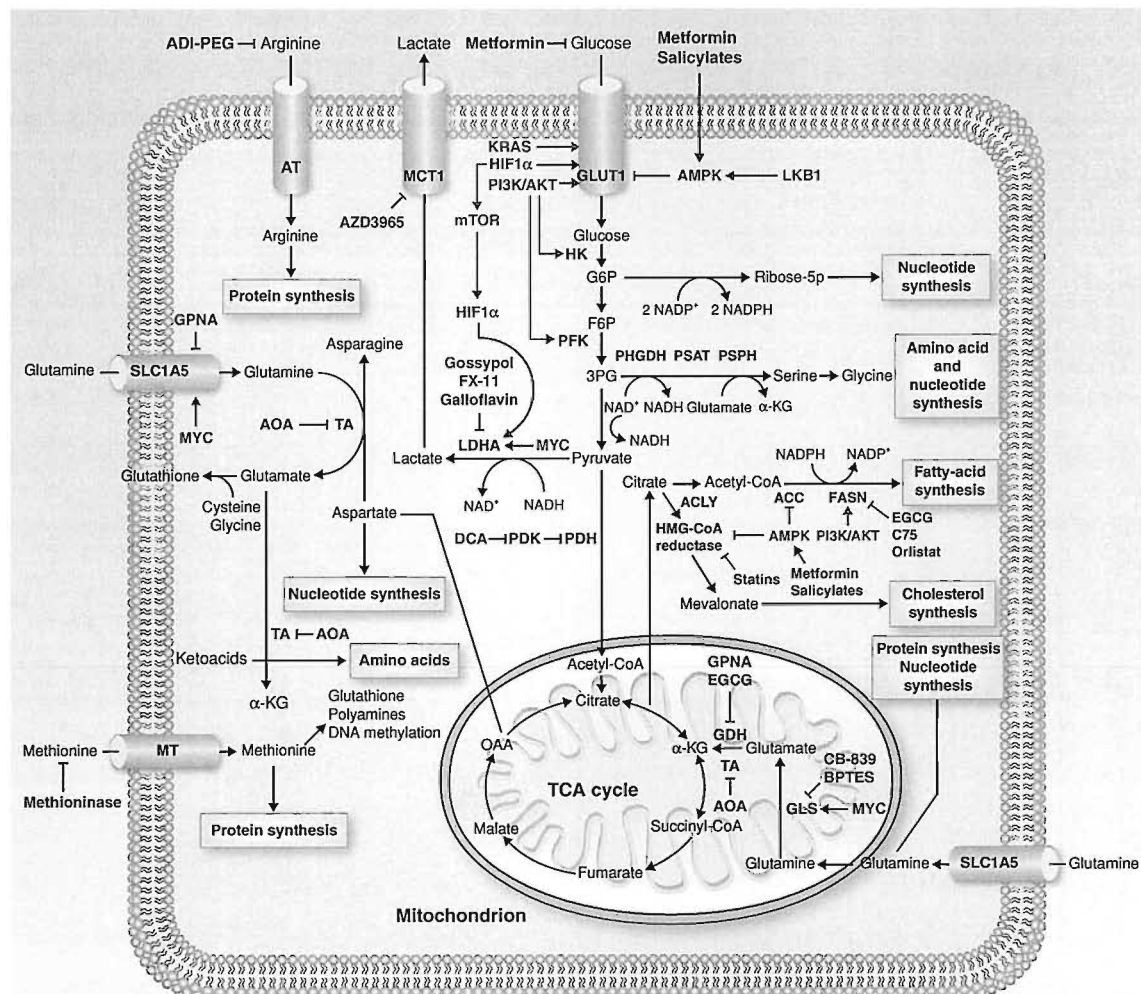 ADI-PEG
Arginine
Lactate
Metformin
Glucose
Metformin
Salicylates
KRAS
HIF1α
PI3K/AKT
AT
MCT1
GLUT1
AMPK
LKB1
AZD3965
mTOR
Arginine
Glucose
HK
G6P
Ribose-5p
Nucleotide
synthesis
Protein synthesis
2 NADP⁺
2 NADPH
HIF1α
F6P
PFK
GPNA
Asparagine
PHGDH PSAT PSPH
Amino acid
and
nucleotide
synthesis
Glutamine
SLC1A5
Glutamine
Gossypol
FX-11
Galloflavin
3PG
Serine
Glycine
NAD⁺
NADH
Glutamate
α-KG
NADH
AOA
TA
MYC
LDHA
MYC
Lactate
Pyruvate
NADPH
NADP⁺
Glutathione
Glutamate
Citrate
Acetyl-CoA
Fatty-acid
synthesis
ACLY
ACC
FASN
Cysteine
Glycine
NAD⁺
NADH
Aspartate
HMG-CoA
reductase
AMPK
PI3K/AKT
EGCG
C75
Orlistat
DCA
PDK
PDH
Statins
Metformin
Salicylates
Nucleotide synthesis
Mevalonate
Cholesterol
synthesis
TA
AOA
Ketoacids
Amino acids
Protein synthesis
Nucleotide
synthesis
Acetyl-CoA
GPNA
EGCG
α-KG
Glutathione
Polyamines
DNA methylation
Citrate
GDH
OAA
α-KG
Glutamate
Methionine
MT
Methionine
TA
CB-839
BPTES
TCA cycle
AOA
GLS
MYC
Methioninase
Protein synthesis
Malate
Succinyl-CoA
Fumarate
Glutamine
Glutamine
SLC1A5
Glutamine
Mitochondrion